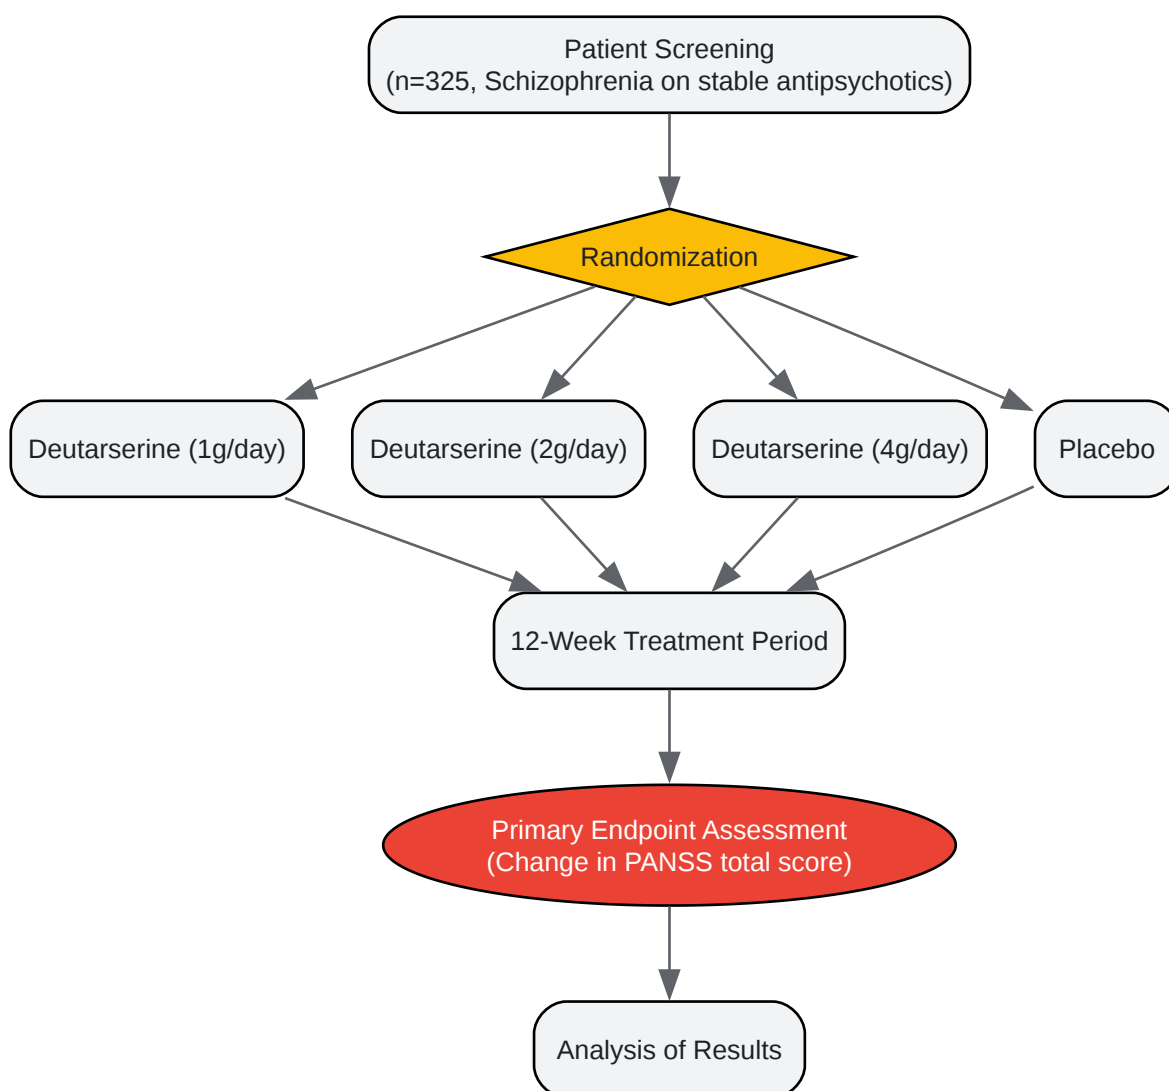 Patient Screening
(n=325, Schizophrenia on stable antipsychotics)
Randomization
Deutarserine (1g/day)
Deutarserine (2g/day)
Deutarserine (4g/day)
Placebo
12-Week Treatment Period
Primary Endpoint Assessment
(Change in PANSS total score)
Analysis of Results